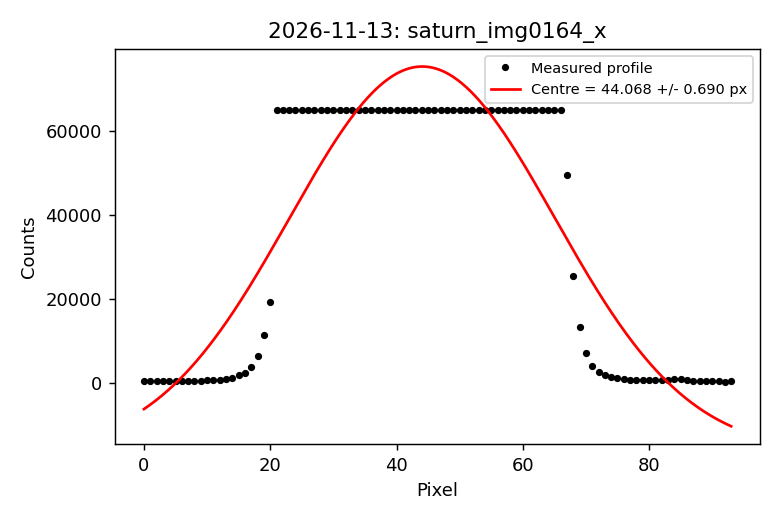 2026-11-13: saturn_img0164_x
Measured profile
Centre = 44.068 +/- 0.690 px
60000
40000
20000
0
Counts
0 20 40 60 80
Pixel